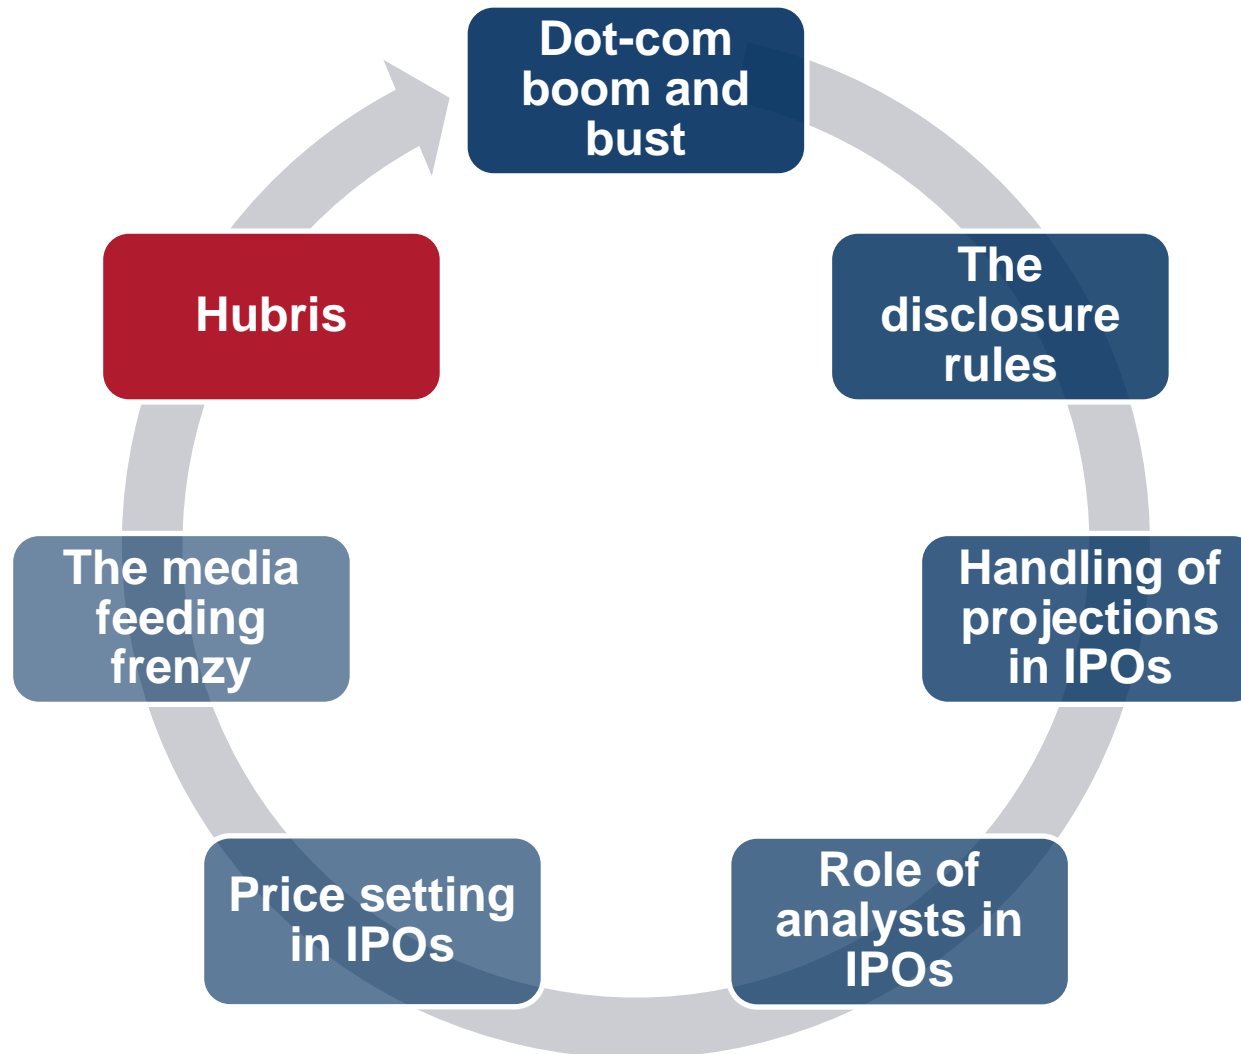 Dot-com
boom and
bust
The
disclosure
rules
Handling of
projections
in IPOs
Role of
analysts in
IPOs
Price setting
in IPOs
The media
feeding
frenzy
Hubris